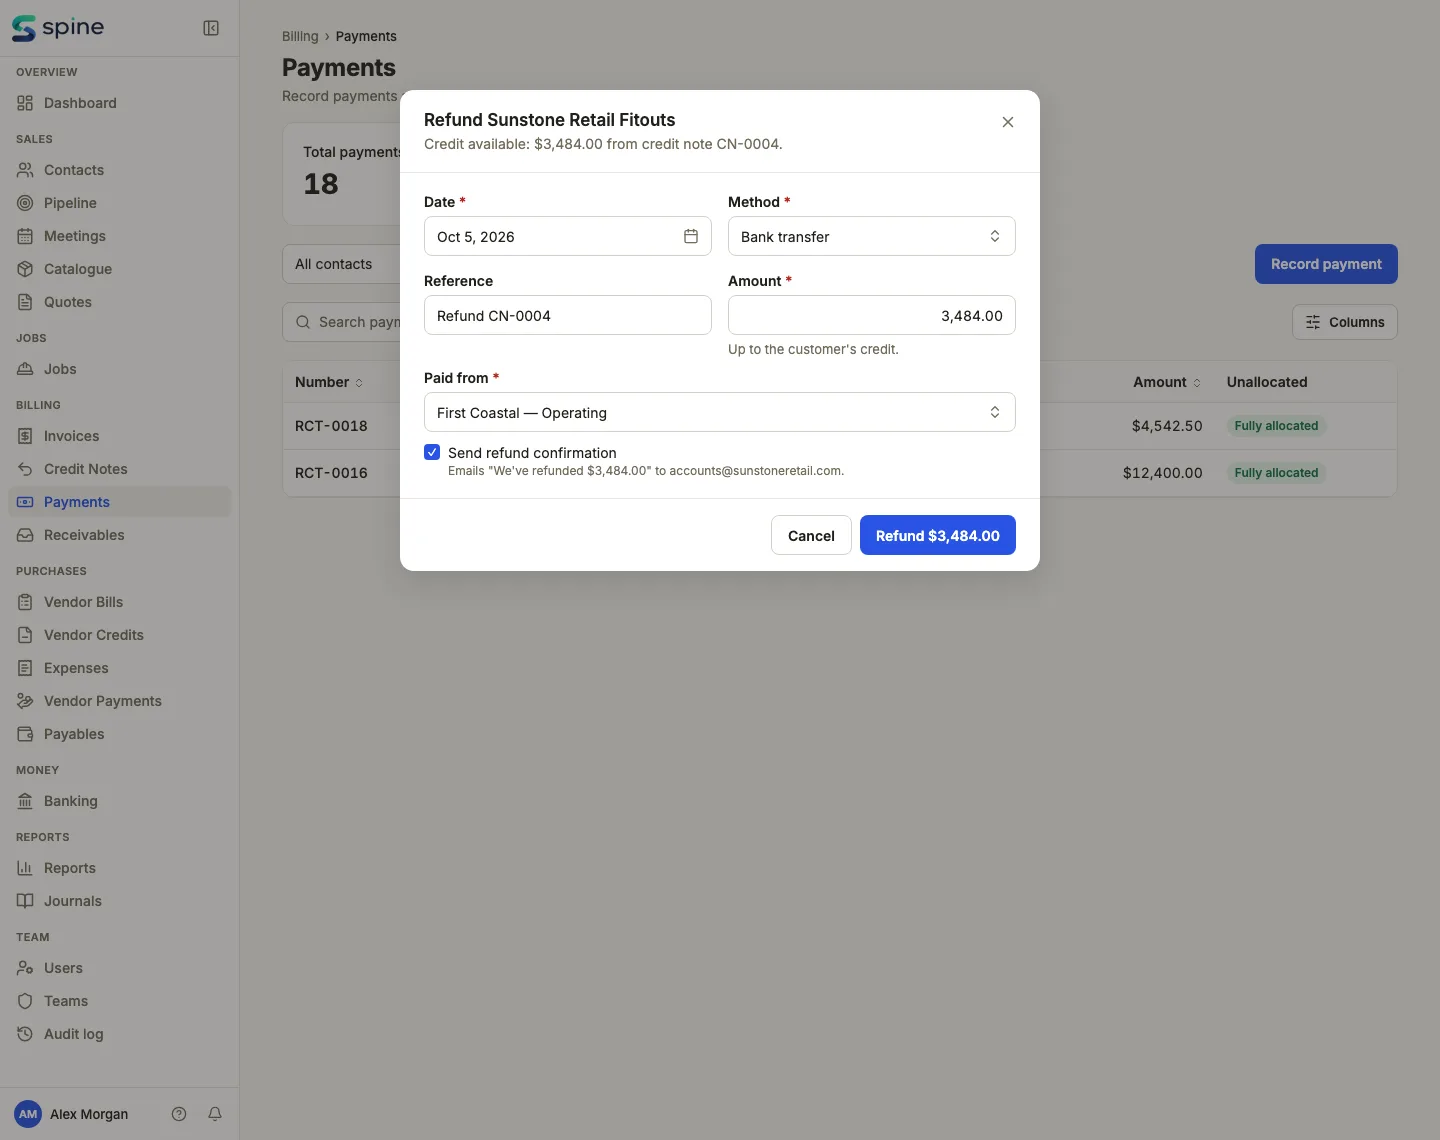 spine
OVERVIEW
Dashboard
SALES
Contacts
Pipeline
Meetings
Catalogue
Quotes
JOBS
Jobs
BILLING
Invoices
Credit Notes
Payments
Receivables
PURCHASES
Vendor Bills
Vendor Credits
Expenses
Vendor Payments
Payables
MONEY
Banking
REPORTS
Reports
Journals
TEAM
Users
Teams
Audit log
AM Alex Morgan
Billing › Payments
Payments
Record payments
Total payments
18
All contacts
Record payment
Search paym
Columns
Number Amount Unallocated
RCT-0018 $4,542.50 Fully allocated
RCT-0016 $12,400.00 Fully allocated
Refund Sunstone Retail Fitouts
Credit available: $3,484.00 from credit note CN-0004.
Date * Method *
Oct 5, 2026 Bank transfer
Reference Amount *
Refund CN-0004 3,484.00
Up to the customer's credit.
Paid from *
First Coastal — Operating
Send refund confirmation
Emails "We've refunded $3,484.00" to accounts@sunstoneretail.com.
Cancel Refund $3,484.00